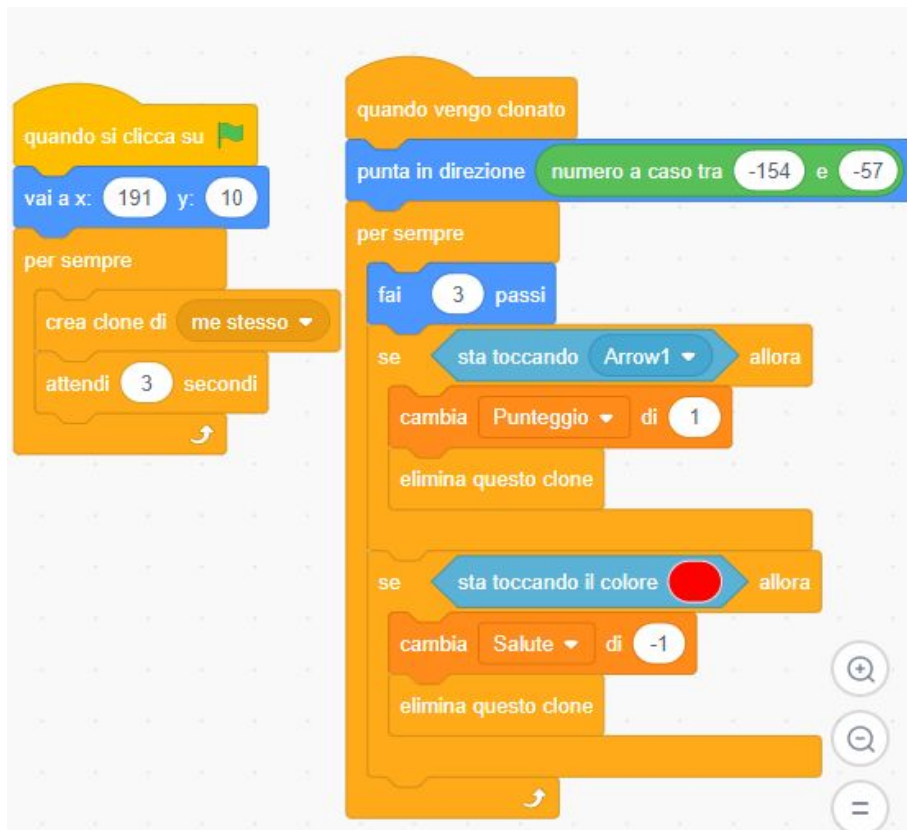 quando si clicca su
vai a x: 191 y: 10
per sempre
crea clone di me stesso
attendi 3 secondi
quando vengo clonato
punta in direzione numero a caso tra -154 e -57
per sempre
fai 3 passi
se sta toccando Arrow1 allora
cambia Punteggio di 1
elimina questo clone
se sta toccando il colore allora
cambia Salute di -1
elimina questo clone